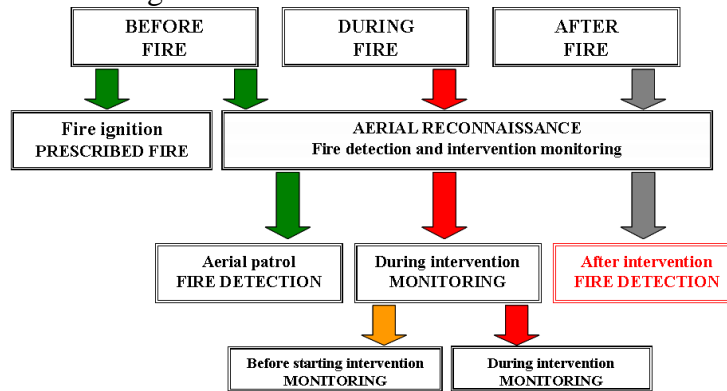 BEFORE
FIRE
DURING
FIRE
AFTER
FIRE
Fire ignition
PRESCRIBED FIRE
AERIAL RECONNAISSANCE
Fire detection and intervention monitoring
Aerial patrol
FIRE DETECTION
During intervention
MONITORING
After intervention
FIRE DETECTION
Before starting intervention
MONITORING
During intervention
MONITORING